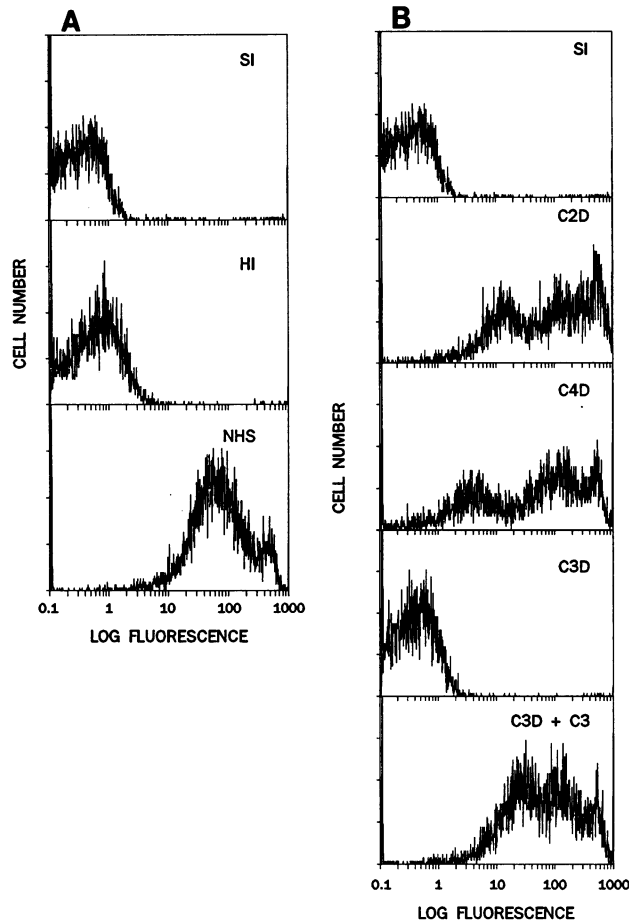 A
SI
HI
NHS
CELL NUMBER
0.1 1 10 100 1000
LOG FLUORESCENCE
B
SI
C2D
C4D
C3D
C3D + C3
CELL NUMBER
0.1 1 10 100 1000
LOG FLUORESCENCE